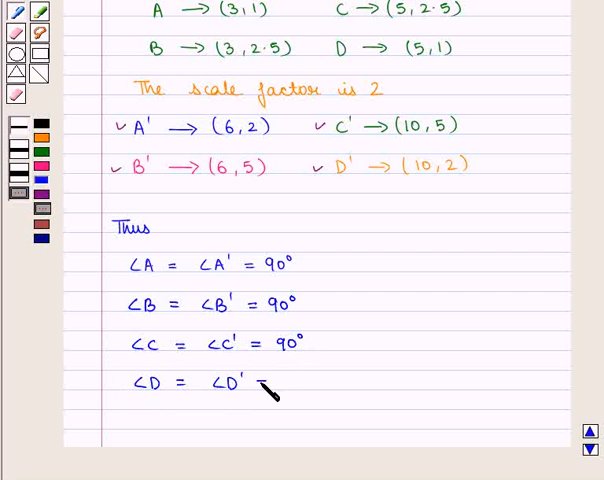 A → (3, 1) C → (5, 2·5)
B → (3, 2·5) D → (5, 1)
The scale factor is 2
✓ A' → (6, 2) ✓ C' → (10, 5)
✓ B' → (6, 5) ✓ D' → (10, 2)
Thus
∠A = ∠A' = 90°
∠B = ∠B' = 90°
∠C = ∠C' = 90°
∠D = ∠D' =